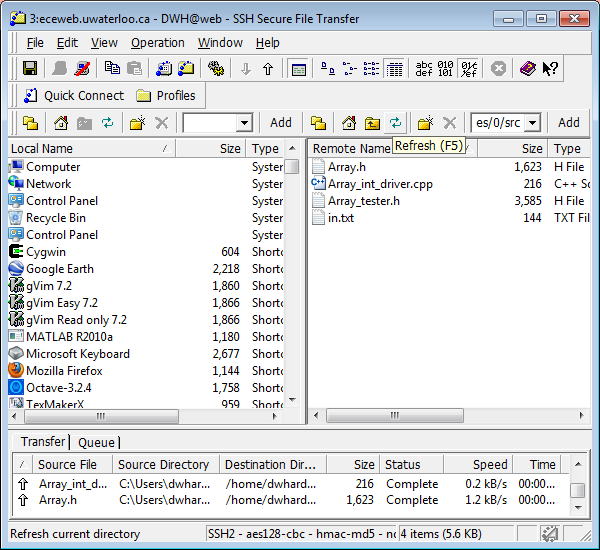 3:eceweb.uwaterloo.ca - DWH@web - SSH Secure File Transfer
File Edit View Operation Window Help
abc def 010 101
Quick Connect Profiles
Add es/0/src Add
Refresh (F5)
Local Name / Size Type
Remote Name / Size Type
Computer System
Network System
Control Panel System
Recycle Bin System
Control Panel System
Cygwin 604 Shortc
Google Earth 2,218 Shortc
gVim 7.2 1,860 Shortc
gVim Easy 7.2 1,866 Shortc
gVim Read only 7.2 1,866 Shortc
MATLAB R2010a 1,180 Shortc
Microsoft Keyboard 2,677 Shortc
Mozilla Firefox 1,144 Shortc
Octave-3.2.4 1,758 Shortc
TexMakerX 959 Shortc
Array.h 1,623 H File
Array_int_driver.cpp 216 C++ So
Array_tester.h 3,585 H File
in.txt 144 TXT Fil
Transfer Queue
/ Source File Source Directory Destination Dir... Size Status Speed Time
Array_int_d... C:\Users\dwhar... /home/dwhard... 216 Complete 0.2 kB/s 00:00...
Array.h C:\Users\dwhar... /home/dwhard... 1,623 Complete 1.2 kB/s 00:00...
Refresh current directory SSH2 - aes128-cbc - hmac-md5 - no 4 items (5.6 KB)